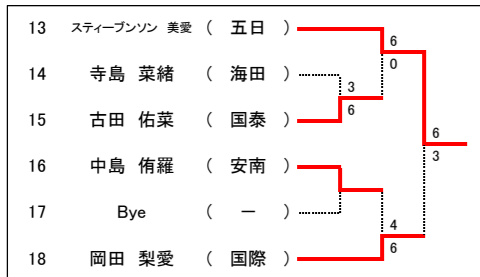 13 スティーブンソン 美愛 ( 五日 ) 6
0
14 寺島 菜緒 ( 海田 ) 3
15 古田 佑菜 ( 国泰 ) 6
6
3
16 中島 侑羅 ( 安南 )
17 Bye ( － ) 4
18 岡田 梨愛 ( 国際 ) 6